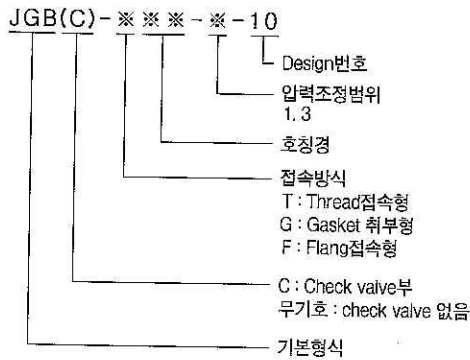 JGB(C)-※※※-※-10
Design번호
압력조정범위
1, 3
호칭경
접속방식
T : Thread접속형
G : Gasket 취부형
F : Flang접속형
C : Check vaive부
무기호 : check valve 없음
기본형식